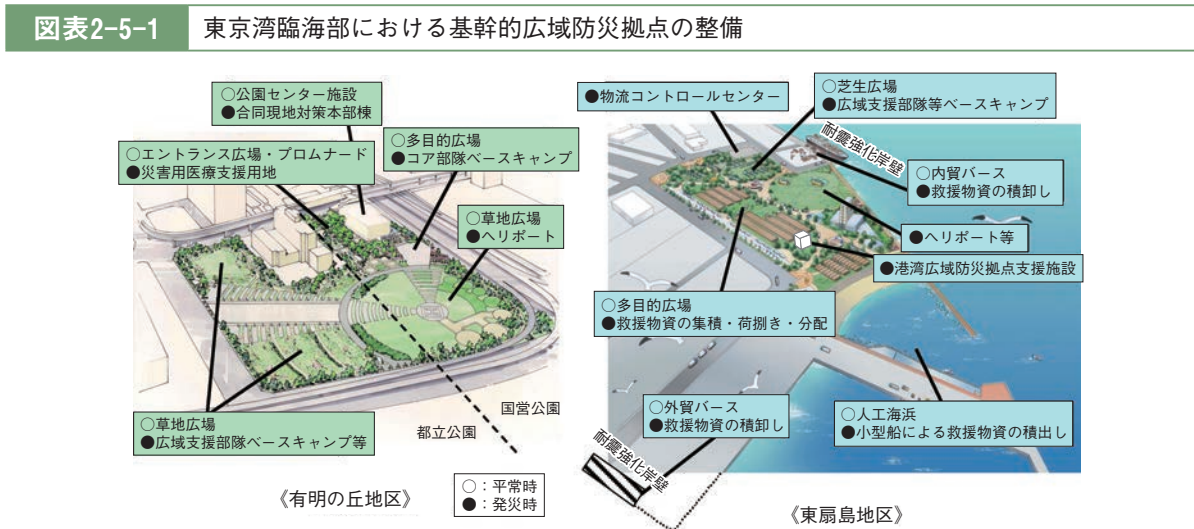 図表2-5-1 東京湾臨海部における基幹的広域防災拠点の整備
○公園センター施設
●合同現地対策本部棟
○エントランス広場・プロムナード
●災害用医療支援用地
○多目的広場
●コア部隊ベースキャンプ
○草地広場
●ヘリポート
○草地広場
●広域支援部隊ベースキャンプ等
国営公園
都立公園
《有明の丘地区》
○：平常時
●：発災時
●物流コントロールセンター
○芝生広場
●広域支援部隊等ベースキャンプ
耐震強化岸壁
○内貿バース
●救援物資の積卸し
●ヘリポート等
●港湾広域防災拠点支援施設
○多目的広場
●救援物資の集積・荷捌き・分配
○外貿バース
●救援物資の積卸し
○人工海浜
●小型船による救援物資の積出し
耐震強化岸壁
《東扇島地区》